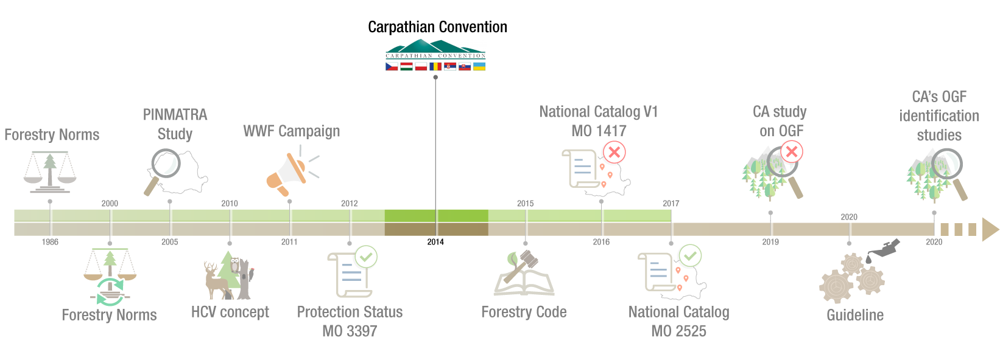 Carpathian Convention
CARPATHIAN CONVENTION
Forestry Norms
PINMATRA
Study
WWF Campaign
National Catalog V1
MO 1417
CA study
on OGF
CA's OGF
identification
studies
2000
2010
2012
2015
2017
2020
1986
2005
2011
2014
2016
2019
2020
Forestry Norms
HCV concept
Protection Status
MO 3397
Forestry Code
National Catalog
MO 2525
Guideline